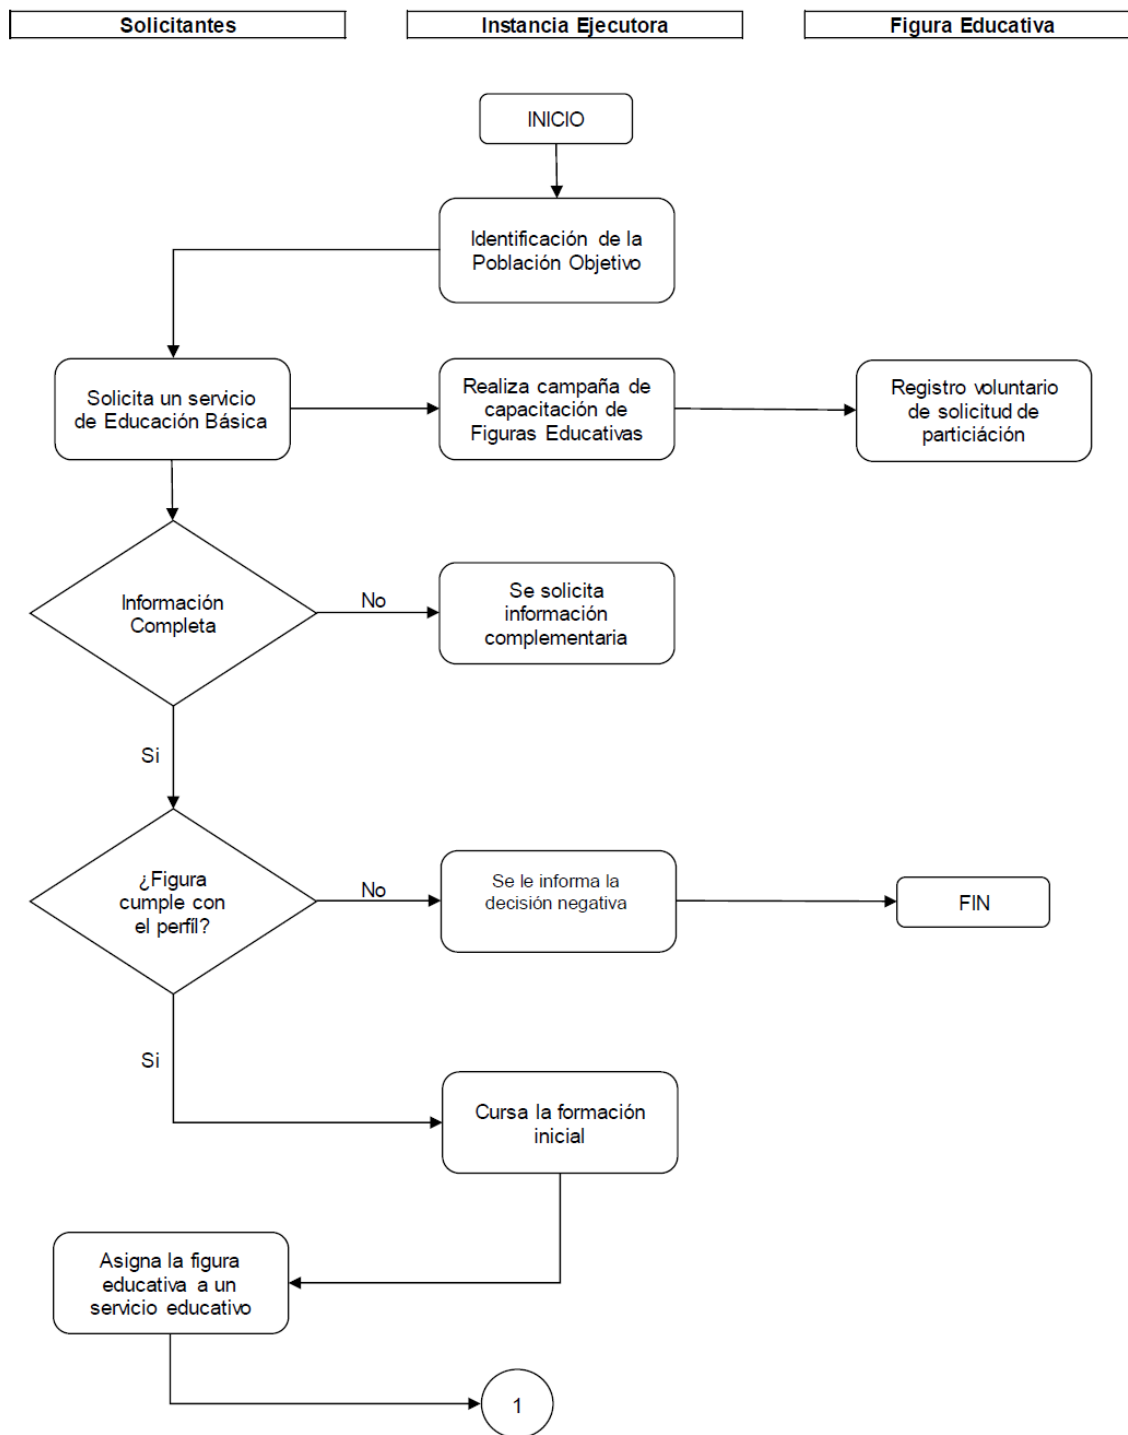 Solicitantes
Instancia Ejecutora
Figura Educativa
INICIO
Identificación de la
Población Objetivo
Solicita un servicio
de Educación Básica
Realiza campaña de
capacitación de
Figuras Educativas
Registro voluntario
de solicitud de
particiáción
Información
Completa
No
Se solicita
información
complementaria
Si
¿Figura
cumple con
el perfíl?
No
Se le informa la
decisión negativa
FIN
Si
Cursa la formación
inicial
Asigna la figura
educativa a un
servicio educativo
1